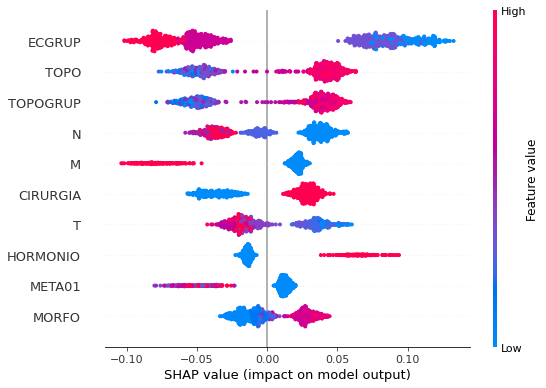 High
ECGRUP
TOPO
TOPOGRUP
N
M
CIRURGIA
T
HORMONIO
META01
MORFO
Feature value
Low
−0.10 −0.05 0.00 0.05 0.10
SHAP value (impact on model output)